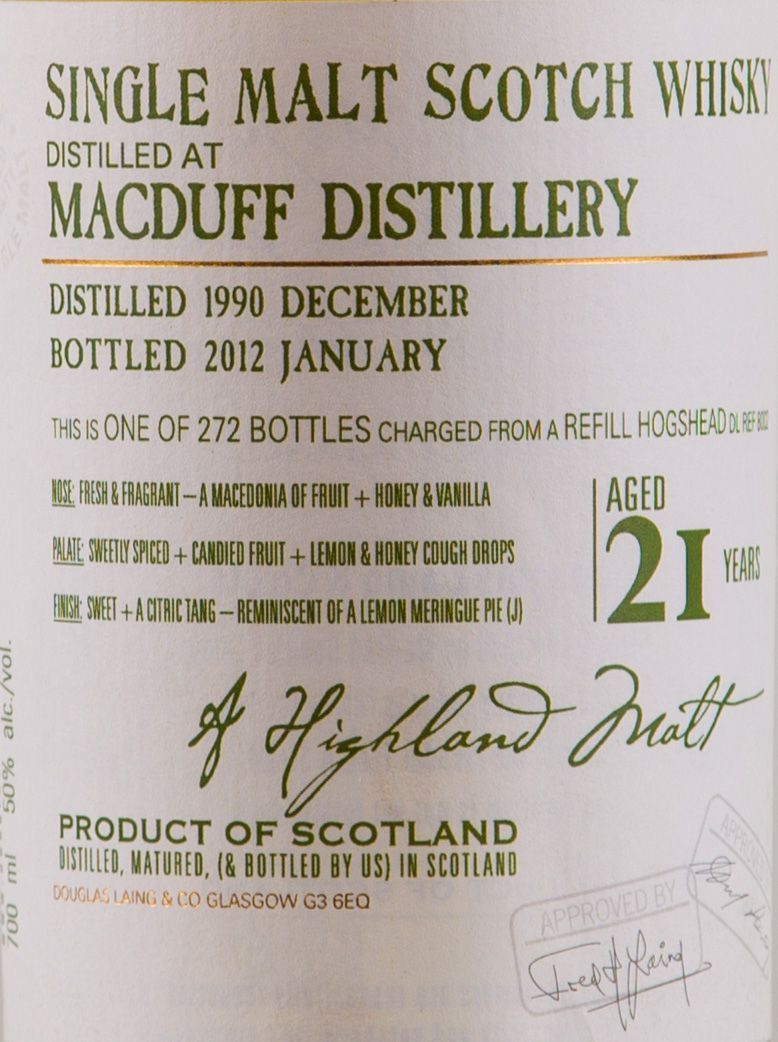 SINGLE MALT SCOTCH WHISKY
DISTILLED AT
MACDUFF DISTILLERY
DISTILLED 1990 DECEMBER
BOTTLED 2012 JANUARY
THIS IS ONE OF 272 BOTTLES CHARGED FROM A REFILL HOGSHEAD DL REF
NOSE: FRESH & FRAGRANT – A MACEDONIA OF FRUIT + HONEY & VANILLA
PALATE: SWEETLY SPICED + CANDIED FRUIT + LEMON & HONEY COUGH DROPS
FINISH: SWEET + A CITRIC TANG – REMINISCENT OF A LEMON MERINGUE PIE (J)
AGED
21 YEARS
A Highland Malt
PRODUCT OF SCOTLAND
DISTILLED, MATURED, (& BOTTLED BY US) IN SCOTLAND
DOUGLAS LAING & CO GLASGOW G3 6EQ
700 ml 50% alc./vol.
APPROVED BY
Fred H Laing